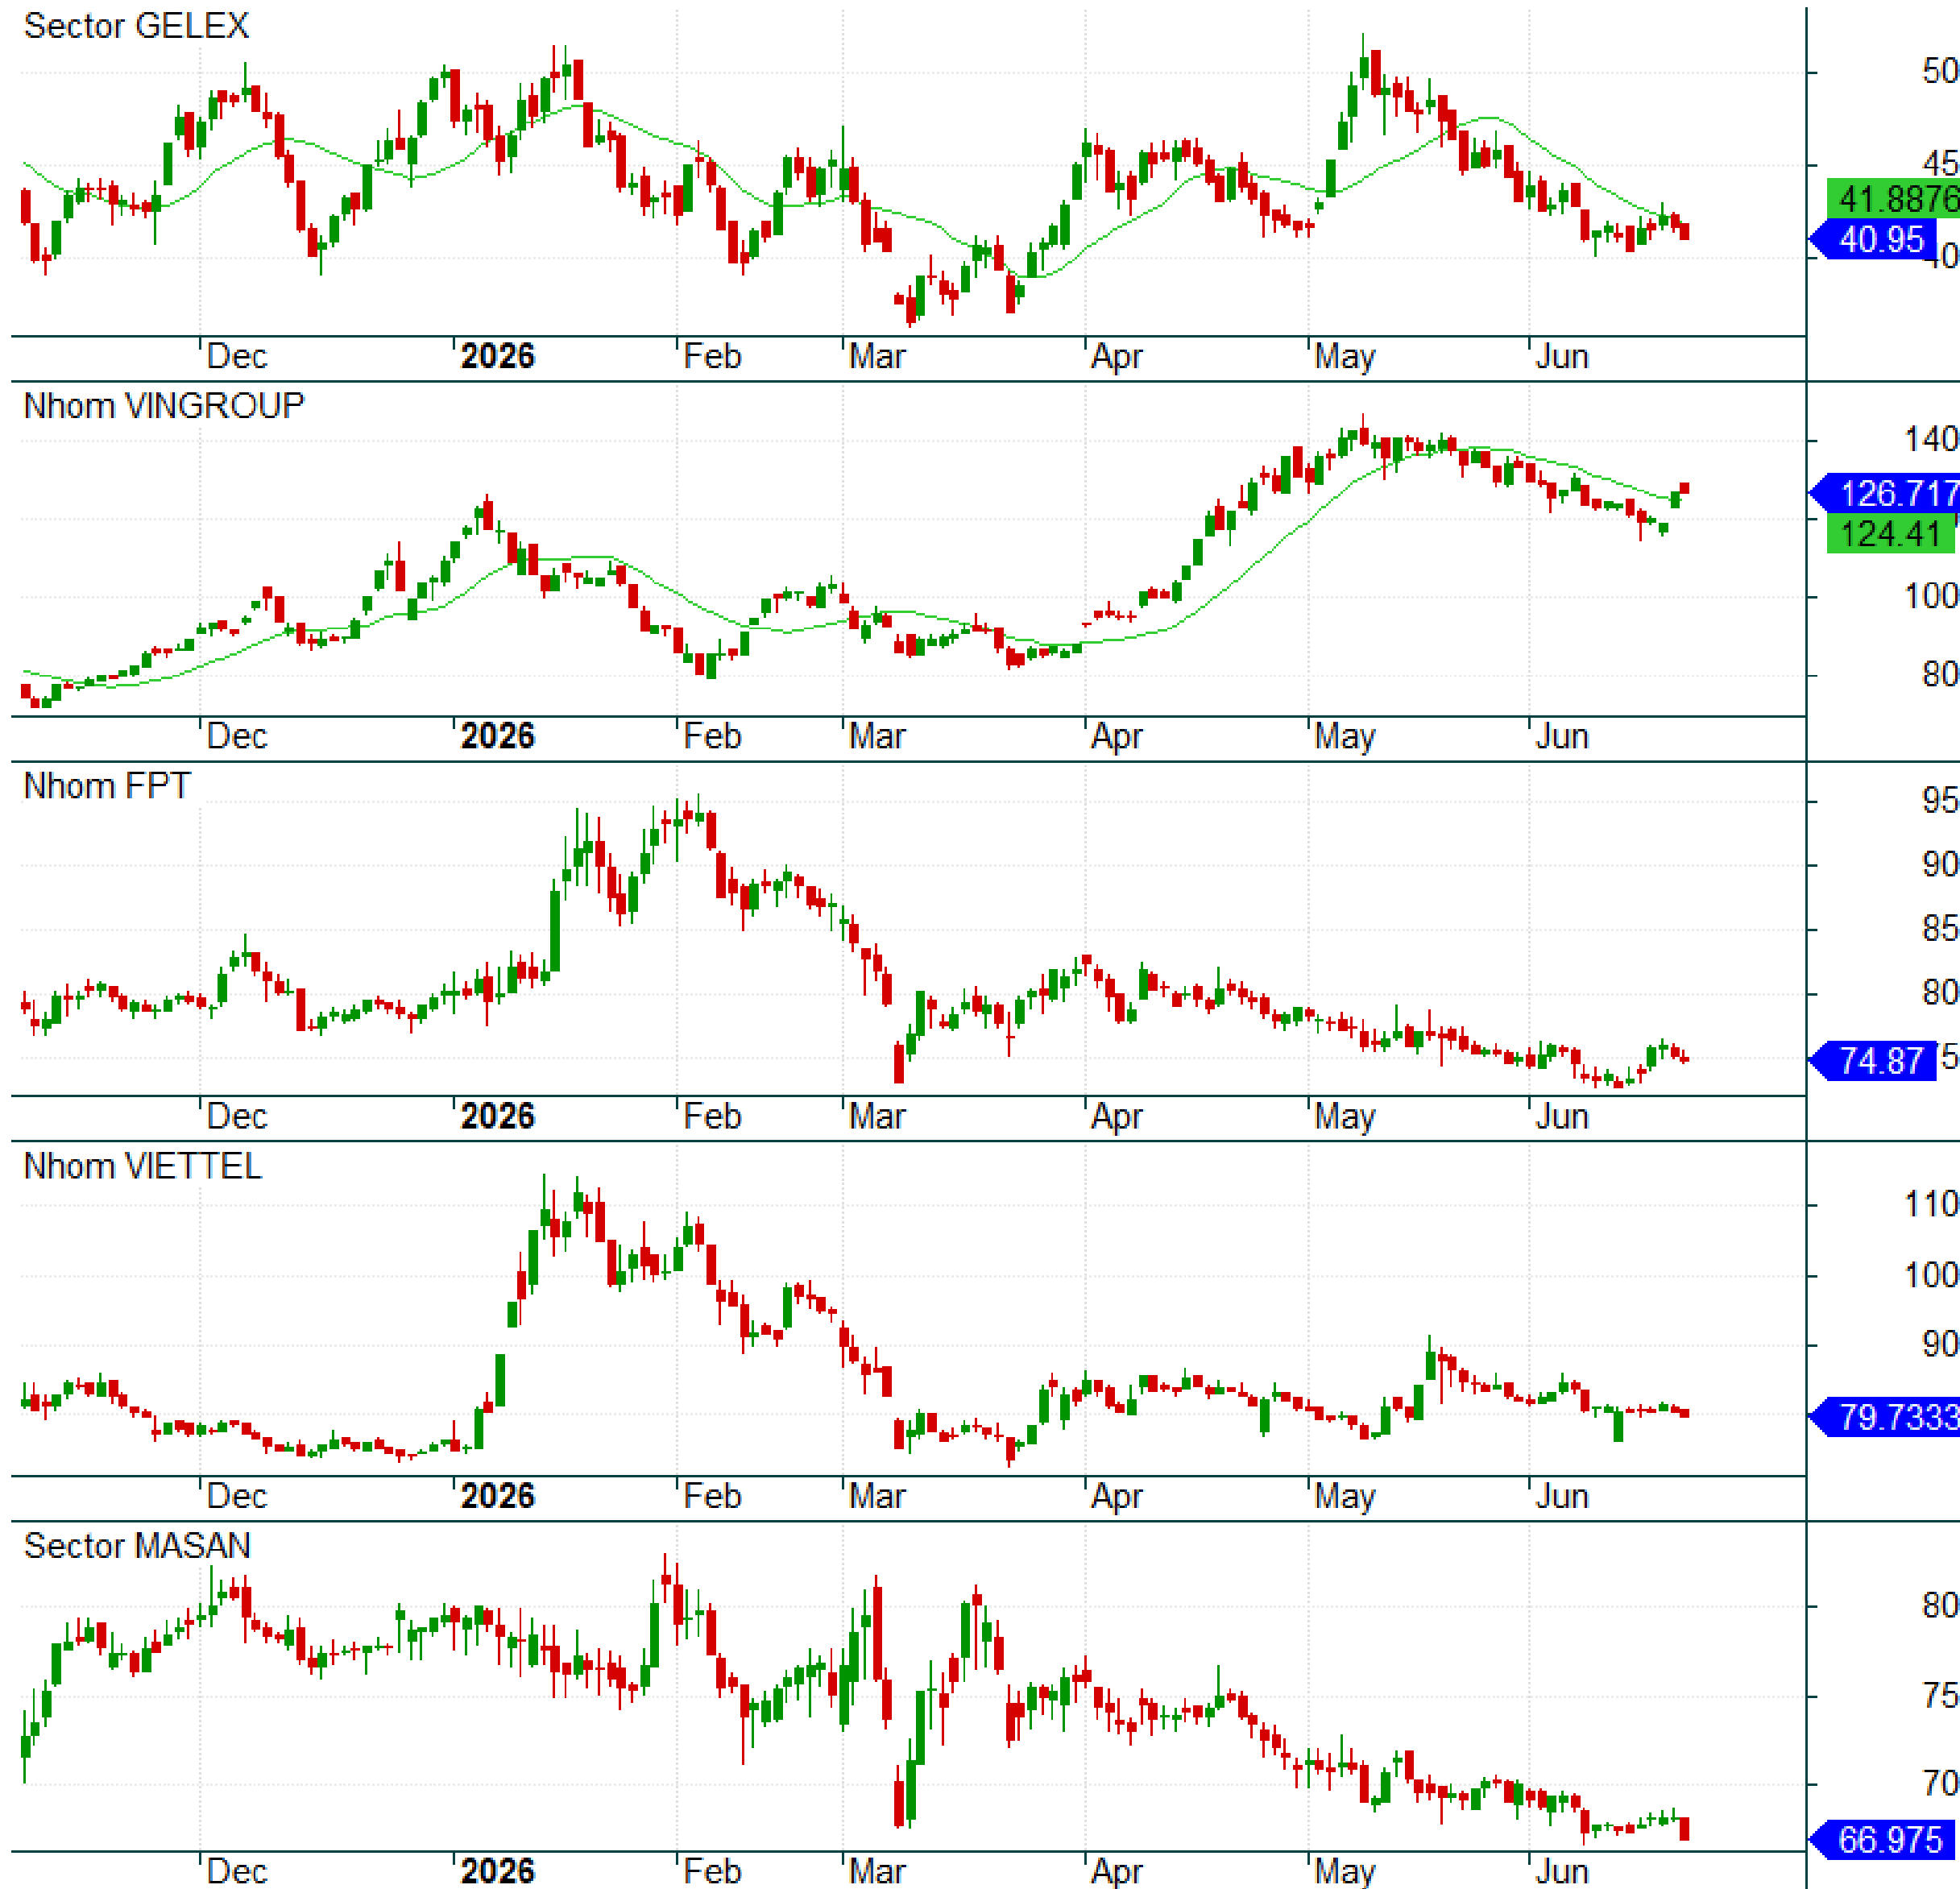 Sector GELEX
50
45
41.8876
40.95
40
Dec 2026 Feb Mar Apr May Jun
Nhom VINGROUP
140
126.717
124.41
100
80
Dec 2026 Feb Mar Apr May Jun
Nhom FPT
95
90
85
80
74.87
5
Dec 2026 Feb Mar Apr May Jun
Nhom VIETTEL
110
100
90
79.7333
Dec 2026 Feb Mar Apr May Jun
Sector MASAN
80
75
70
66.975
Dec 2026 Feb Mar Apr May Jun